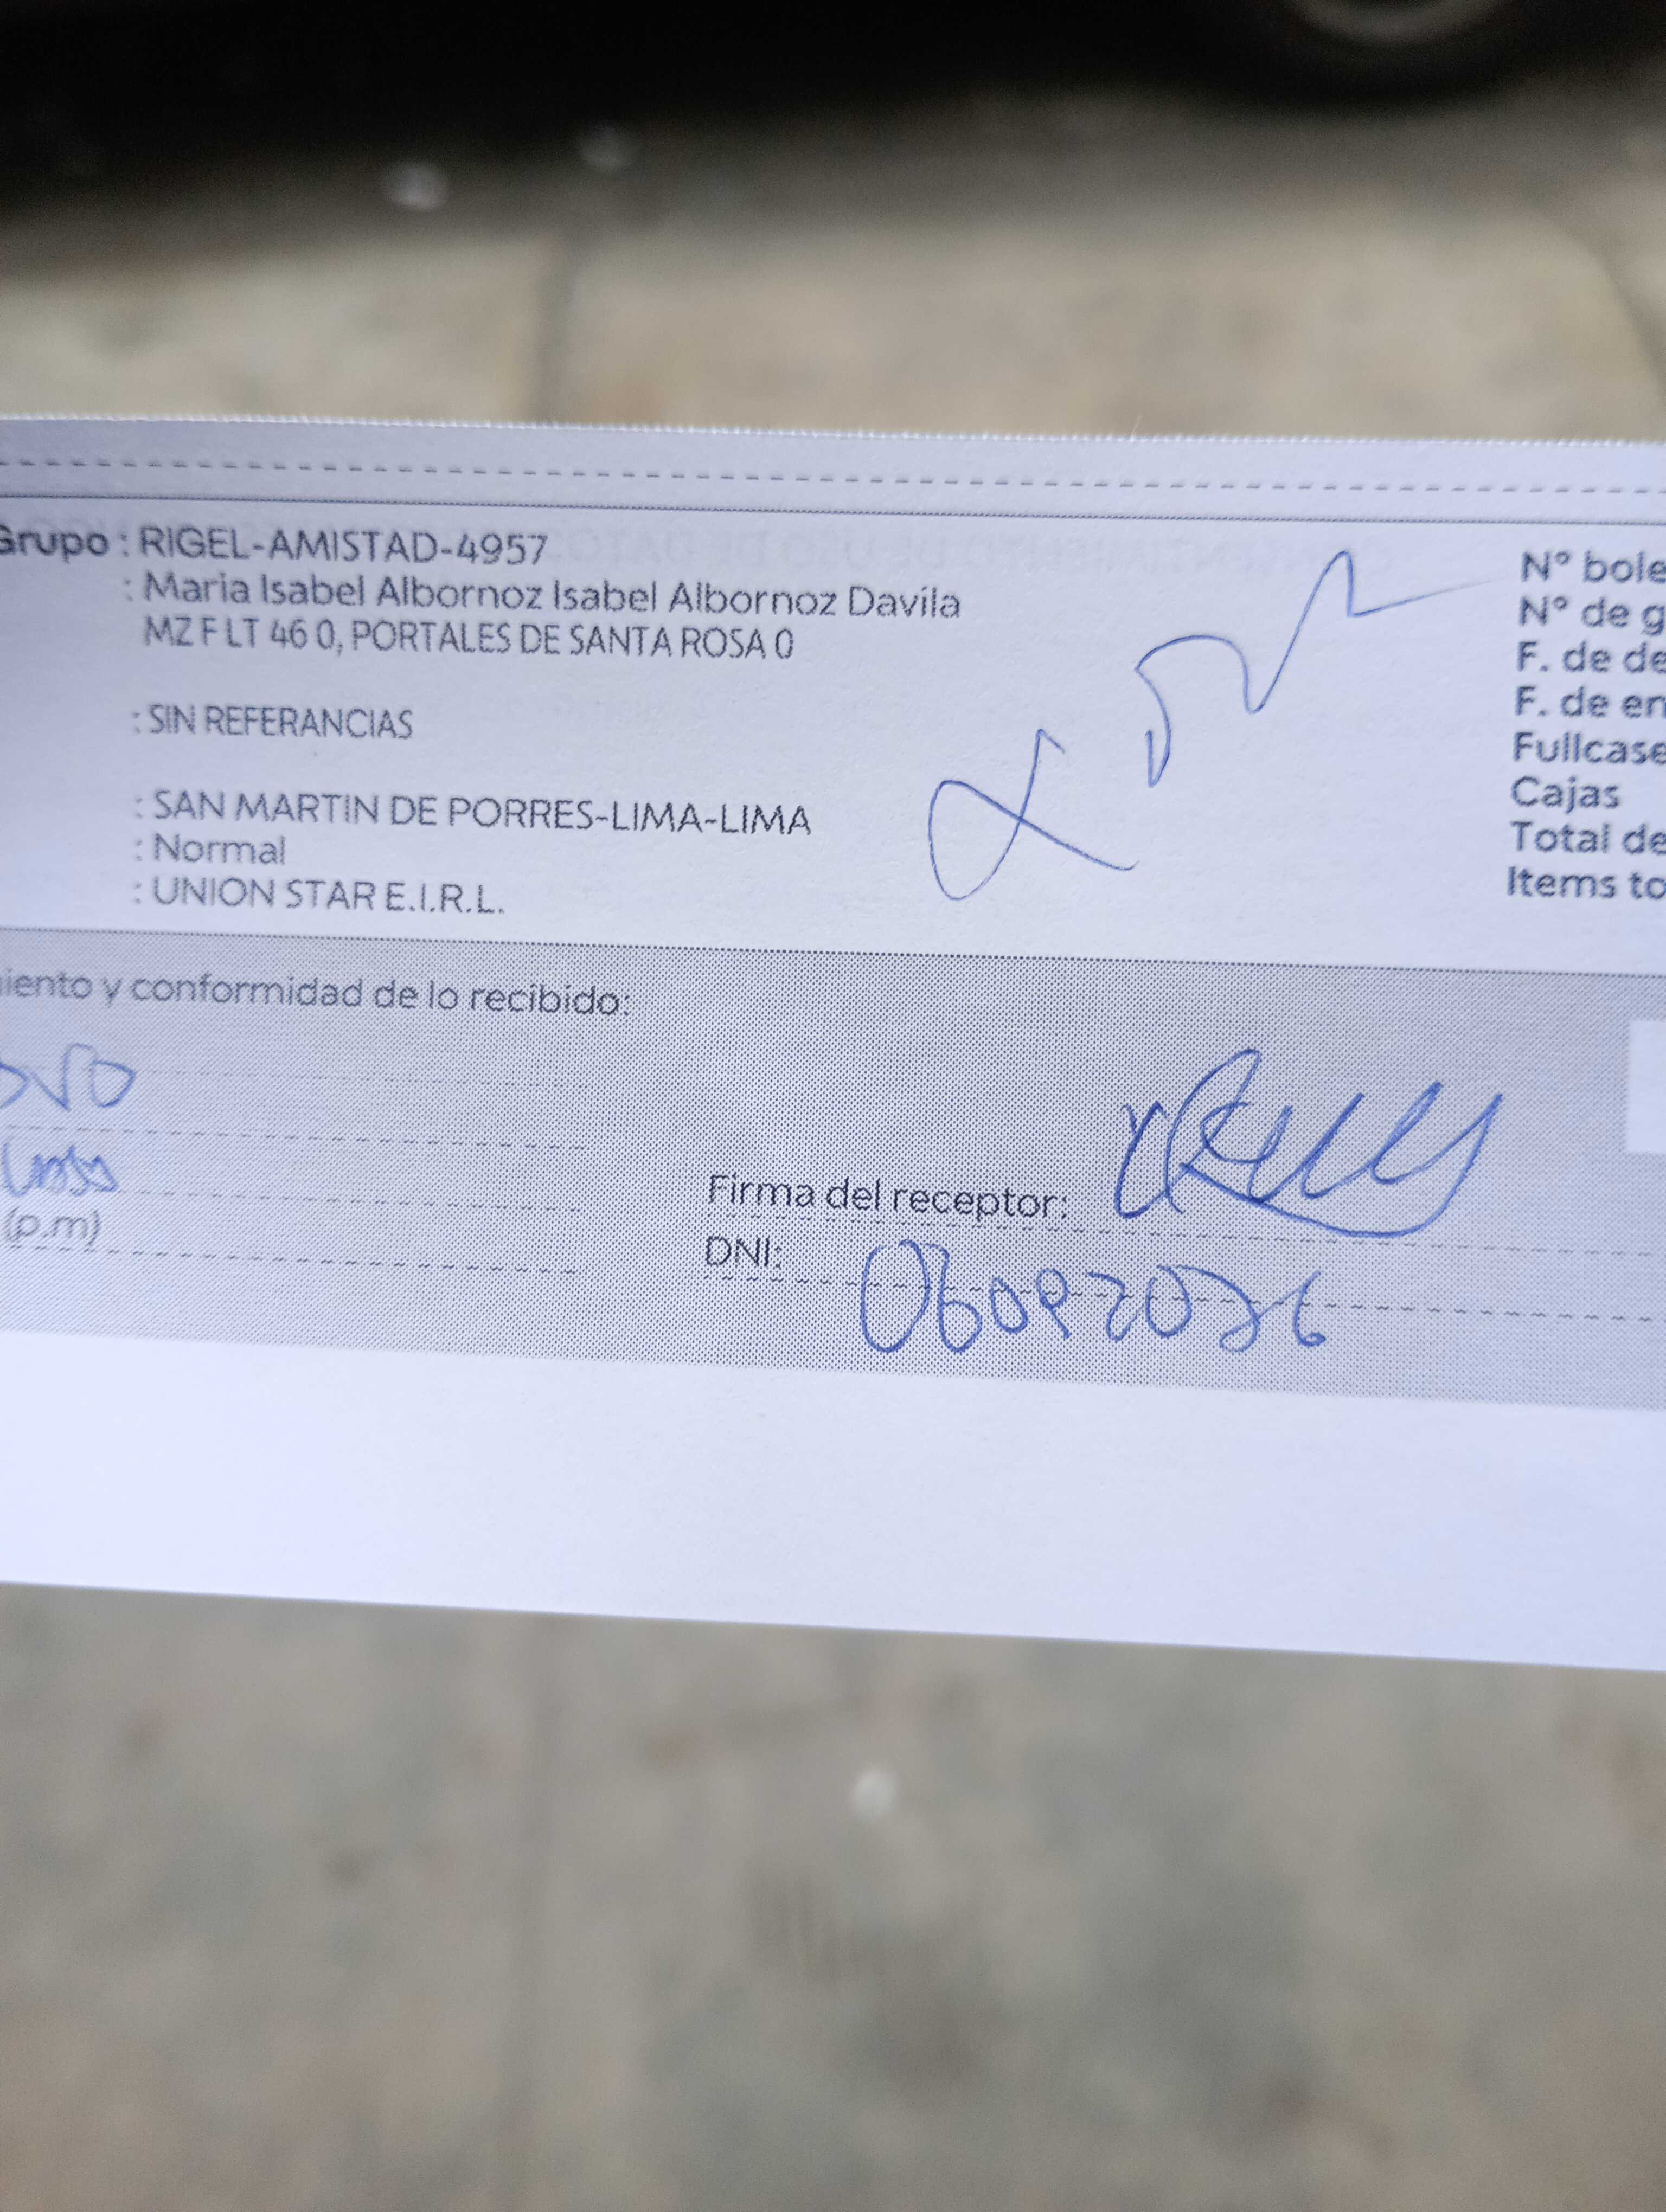 Grupo : RIGEL-AMISTAD-4957
: Maria Isabel Albornoz Isabel Albornoz Davila
MZ F LT 46 0, PORTALES DE SANTA ROSA 0
: SIN REFERANCIAS
: SAN MARTIN DE PORRES-LIMA-LIMA
: Normal
: UNION STAR E.I.R.L.
Nº bole
Nº de g
F. de de
F. de en
Fullcase
Cajas
Total de
Items to
iento y conformidad de lo recibido:
(p.m)
Firma del receptor:
DNI: